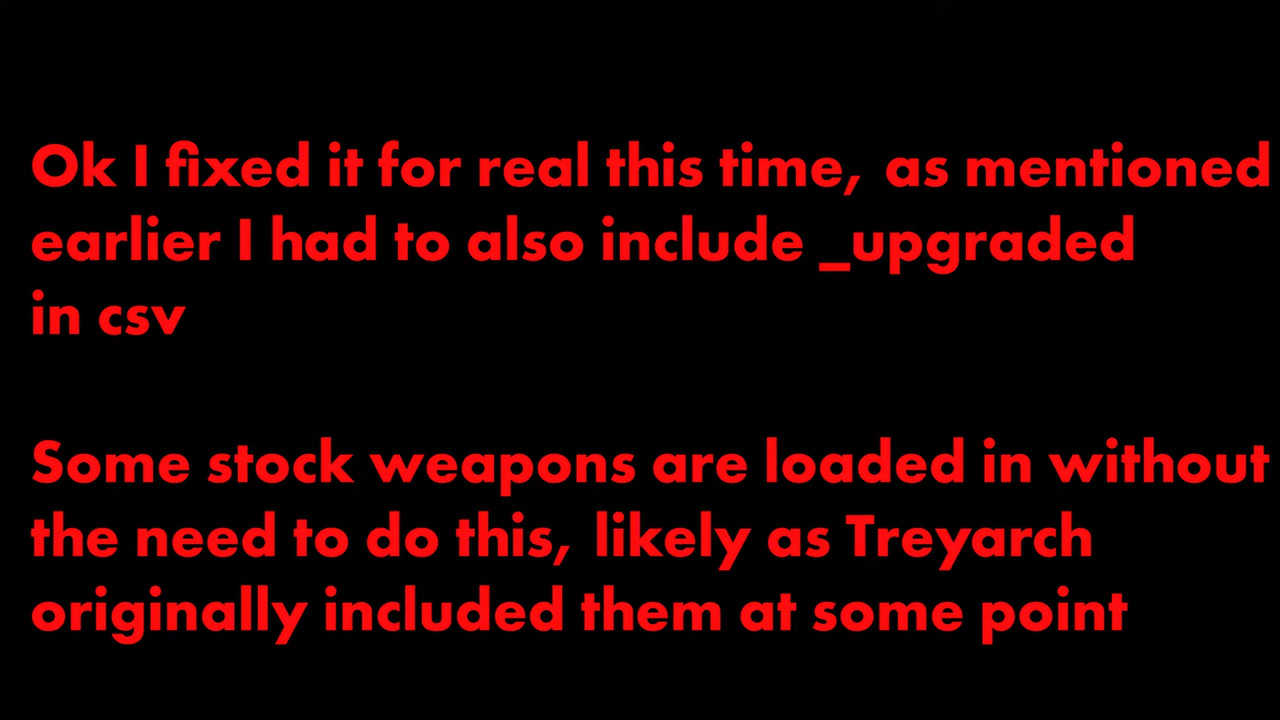 Ok I fixed it for real this time, as mentioned
earlier I had to also include _upgraded
in csv
Some stock weapons are loaded in without
the need to do this, likely as Treyarch
originally included them at some point